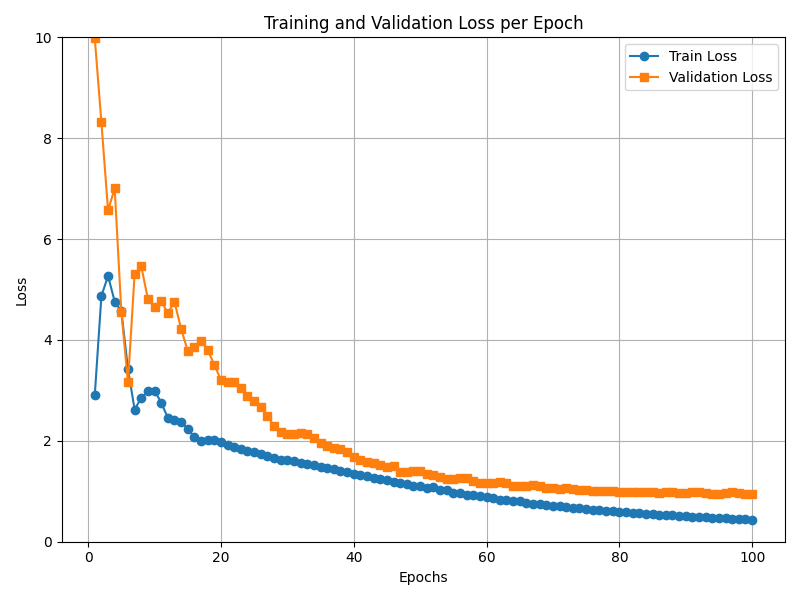 Training and Validation Loss per Epoch
Train Loss
Validation Loss
10
8
6
4
2
0
Loss
0 20 40 60 80 100
Epochs